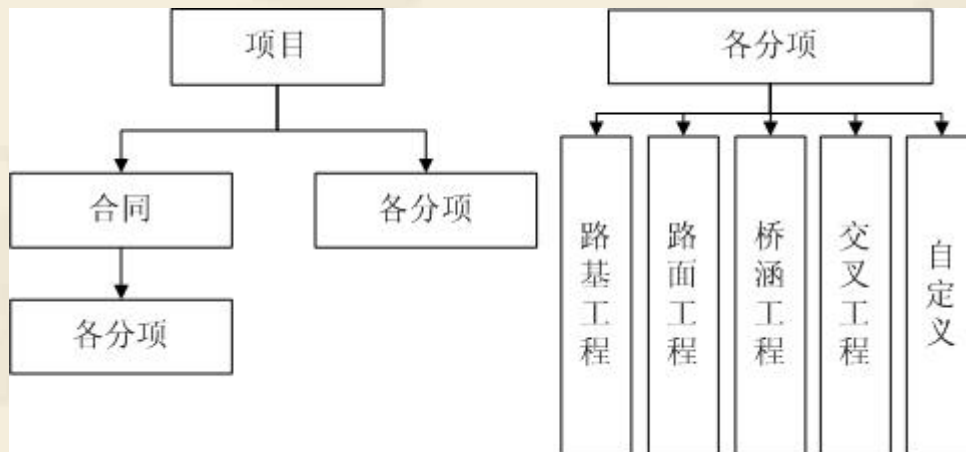 项目
合同
各分项
各分项
各分项
路基工程
路面工程
桥涵工程
交叉工程
自定义